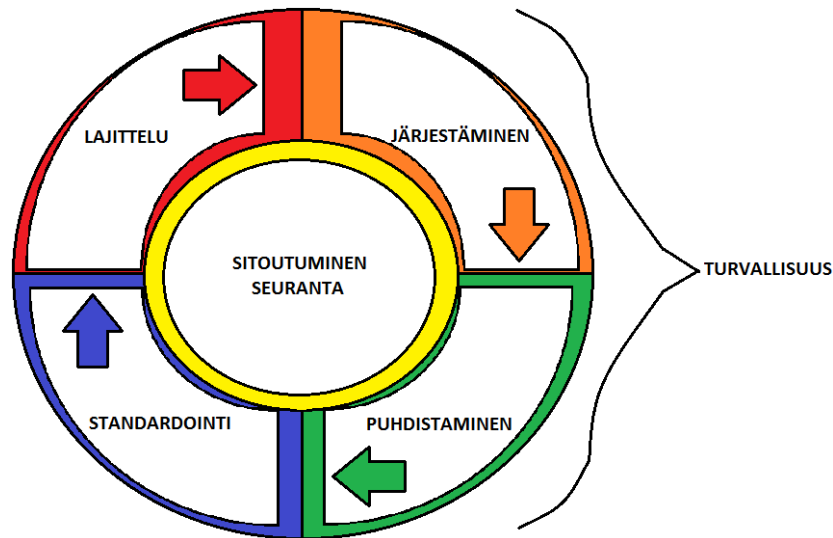 LAJITTELU
JÄRJESTÄMINEN
SITOUTUMINEN
SEURANTA
TURVALLISUUS
STANDARDOINTI
PUHDISTAMINEN